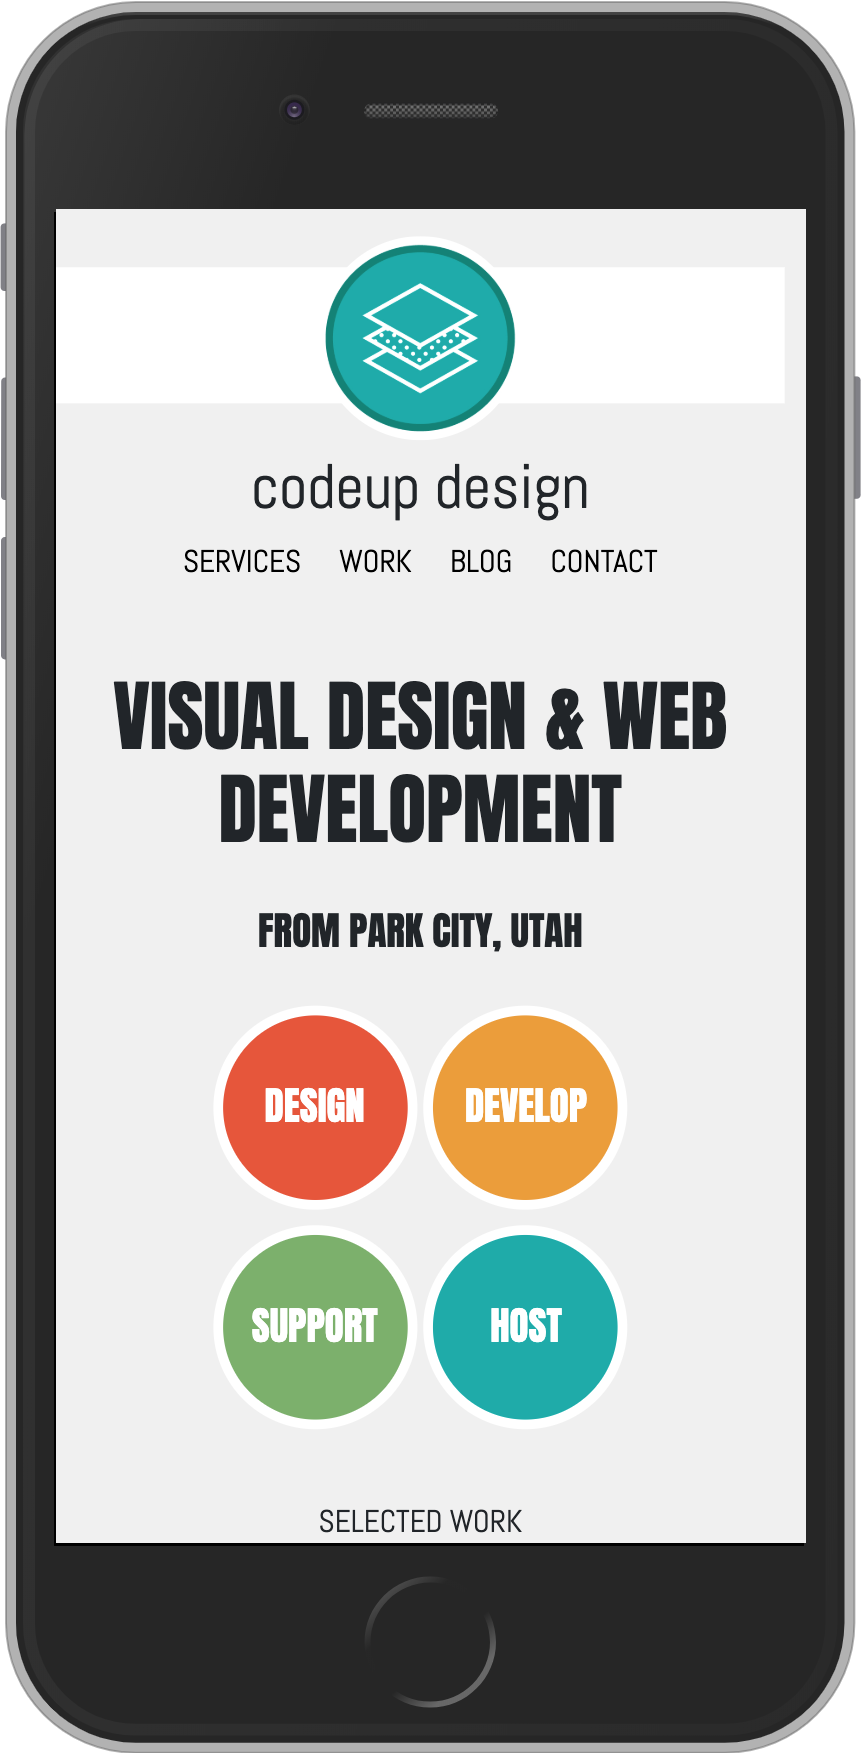 codeup design
SERVICES WORK BLOG CONTACT
VISUAL DESIGN & WEB
DEVELOPMENT
FROM PARK CITY, UTAH
DESIGN DEVELOP
SUPPORT HOST
SELECTED WORK